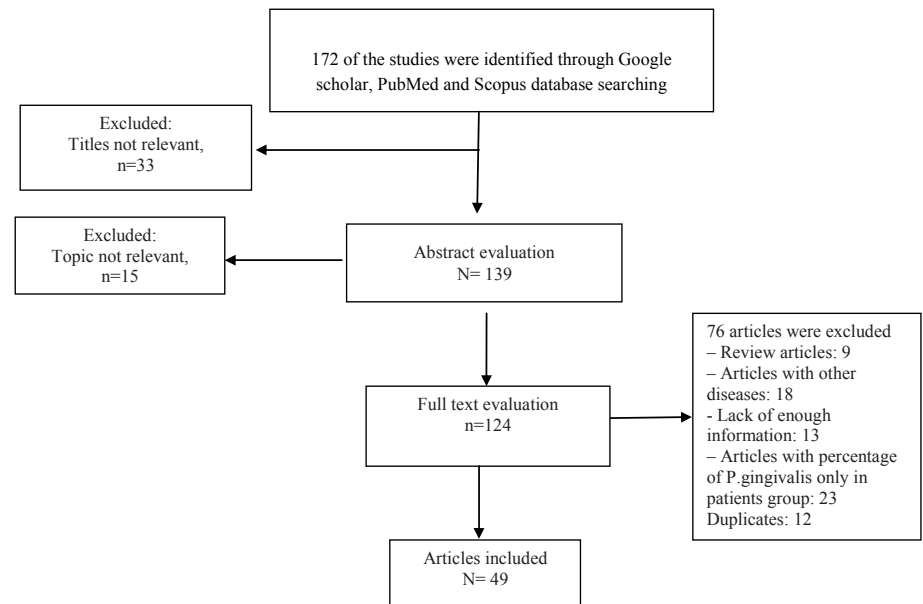 172 of the studies were identified through Google
scholar, PubMed and Scopus database searching
Excluded:
Titles not relevant,
n=33
Abstract evaluation
N= 139
Excluded:
Topic not relevant,
n=15
Full text evaluation
n=124
76 articles were excluded
– Review articles: 9
– Articles with other
diseases: 18
- Lack of enough
information: 13
– Articles with percentage
of P.gingivalis only in
patients group: 23
Duplicates: 12
Articles included
N= 49